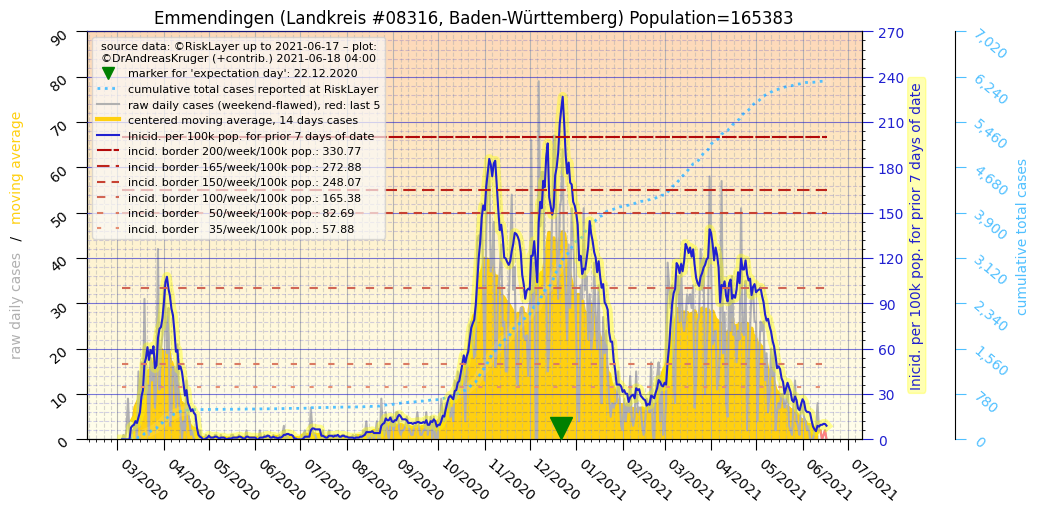 Emmendingen (Landkreis #08316, Baden-Württemberg) Population=165383
source data: ©RiskLayer up to 2021-06-17 – plot:
©DrAndreasKruger (+contrib.) 2021-06-18 04:00
marker for 'expectation day': 22.12.2020
cumulative total cases reported at RiskLayer
raw daily cases (weekend-flawed), red: last 5
centered moving average, 14 days cases
Inicid. per 100k pop. for prior 7 days of date
incid. border 200/week/100k pop.: 330.77
incid. border 165/week/100k pop.: 272.88
incid. border 150/week/100k pop.: 248.07
incid. border 100/week/100k pop.: 165.38
incid. border   50/week/100k pop.: 82.69
incid. border   35/week/100k pop.: 57.88
raw daily cases  /  moving average
90
80
70
60
50
40
30
20
10
0
03/2020
04/2020
05/2020
06/2020
07/2020
08/2020
09/2020
10/2020
11/2020
12/2020
01/2021
02/2021
03/2021
04/2021
05/2021
06/2021
07/2021
270
240
210
180
150
120
90
60
30
0
Inicid. per 100k pop. for prior 7 days of date
7,020
6,240
5,460
4,680
3,900
3,120
2,340
1,560
780
0
cumulative total cases